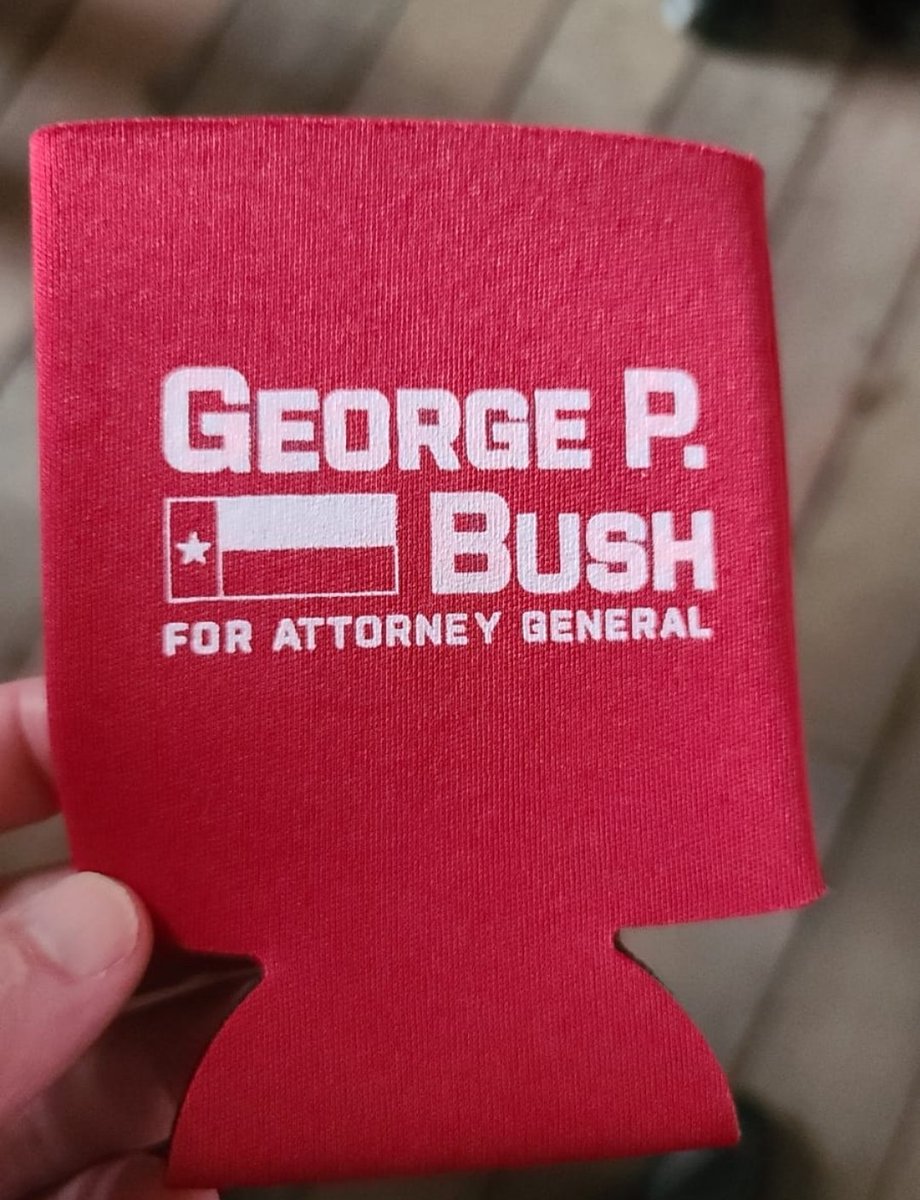 GEORGE P.
BUSH
FOR ATTORNEY GENERAL